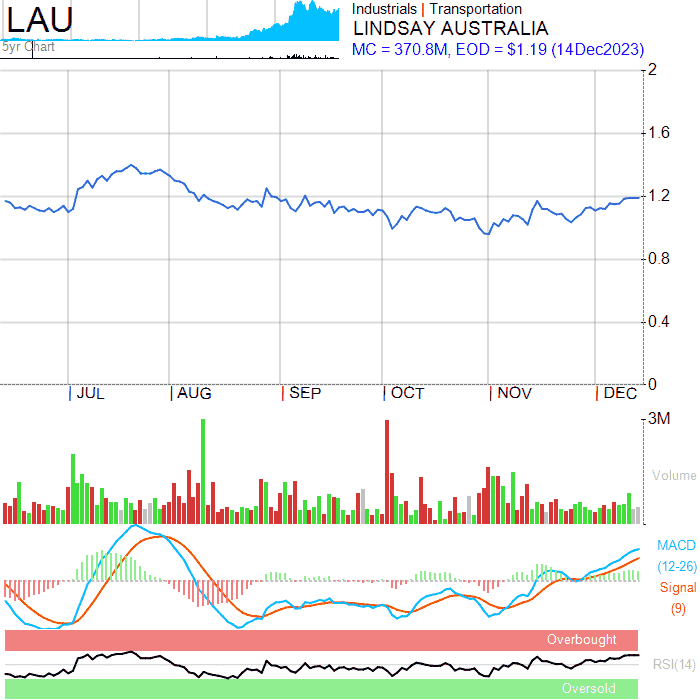 LAU
5yr Chart
Industrials | Transportation
LINDSAY AUSTRALIA
MC = 370.8M, EOD = $1.19 (14Dec2023)
2
1.6
1.2
0.8
0.4
0
JUL AUG SEP OCT NOV DEC
3M
Volume
MACD
(12-26)
Signal
(9)
Overbought
RSI(14)
Oversold